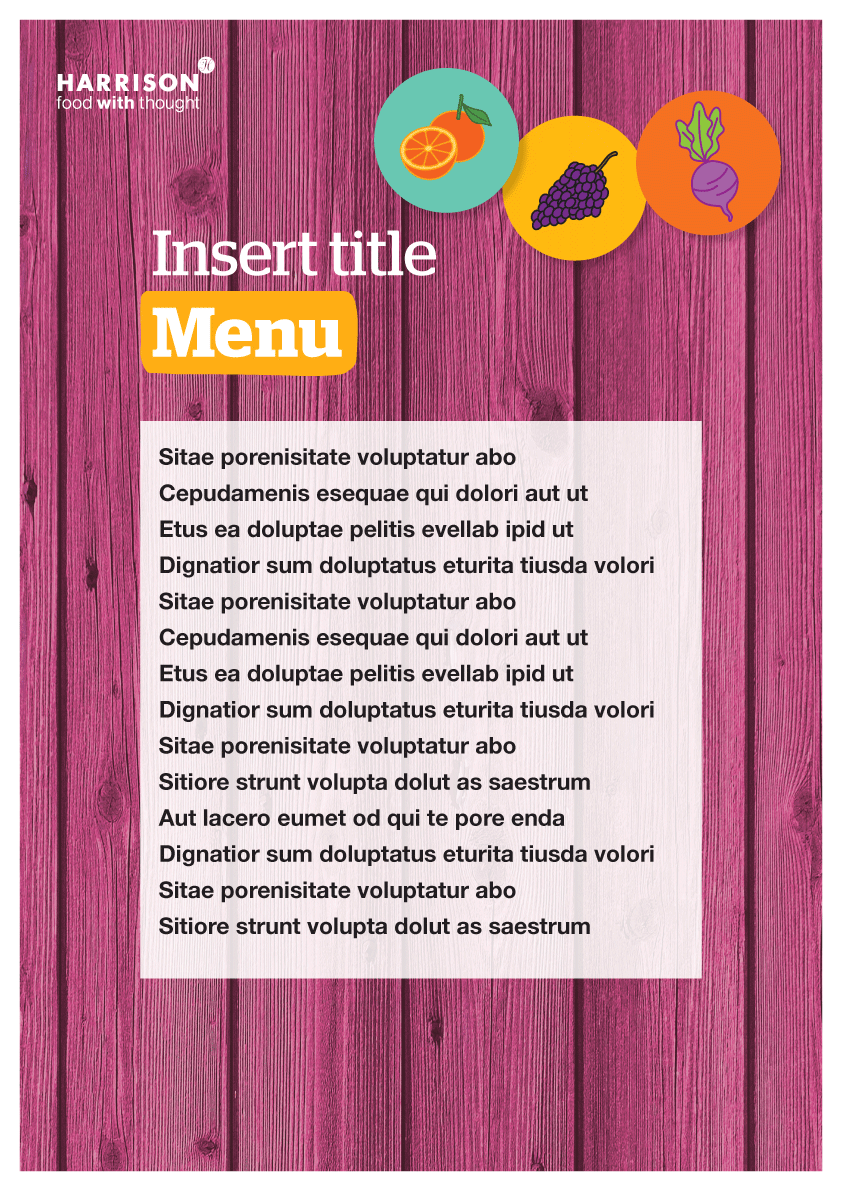 HARRISON
food with thought
Insert title
Menu
Sitae porenisitate voluptatur abo
Cepudamenis esequae qui dolori aut ut
Etus ea doluptae pelitis evellab ipid ut
Dignatior sum doluptatus eturita tiusda volori
Sitae porenisitate voluptatur abo
Cepudamenis esequae qui dolori aut ut
Etus ea doluptae pelitis evellab ipid ut
Dignatior sum doluptatus eturita tiusda volori
Sitae porenisitate voluptatur abo
Sitiore strunt volupta dolut as saestrum
Aut lacero eumet od qui te pore enda
Dignatior sum doluptatus eturita tiusda volori
Sitae porenisitate voluptatur abo
Sitiore strunt volupta dolut as saestrum